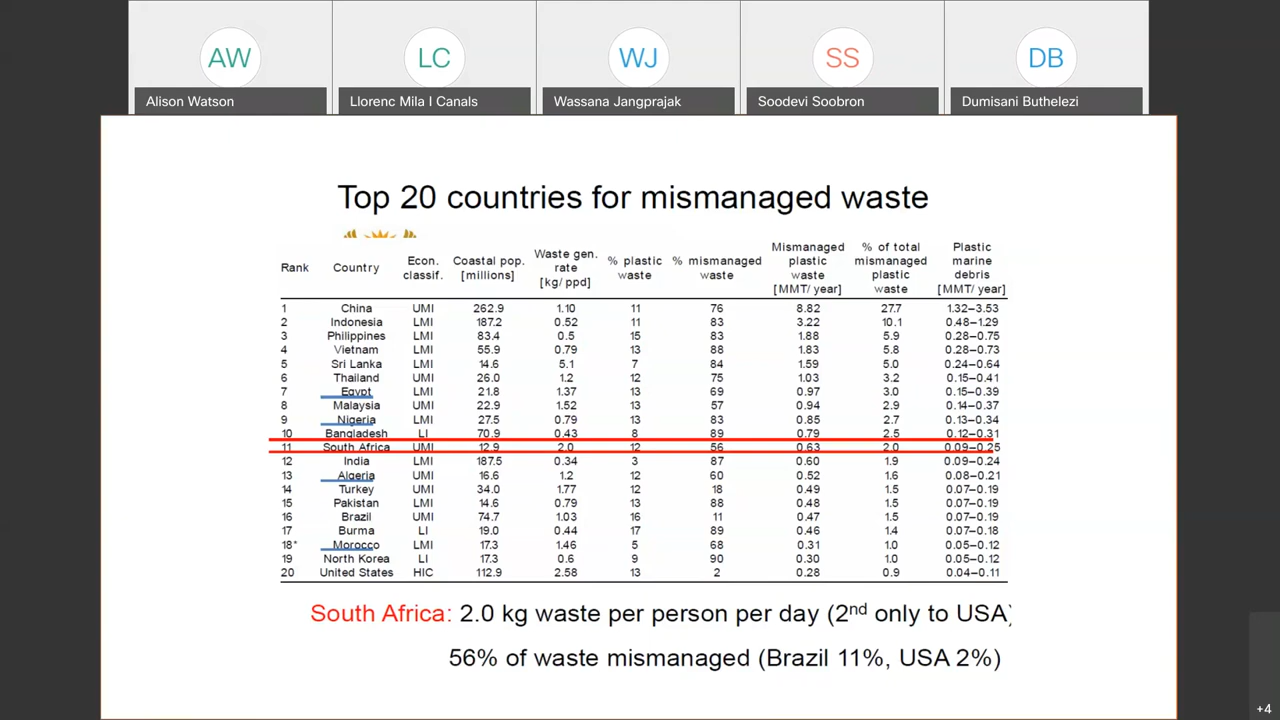 AW LC WJ SS DB
Alison Watson Llorenc Mila I Canals Wassana Jangprajak Soodevi Soobron Dumisani Buthelezi
Top 20 countries for mismanaged waste
Rank Country Econ. classif. Coastal pop. [millions] Waste gen. rate [kg/ ppd] % plastic waste % mismanaged waste Mismanaged plastic waste [MMT/ year] % of total mismanaged plastic waste Plastic marine debris [MMT/ year]
1 China UMI 262.9 1.10 11 76 8.82 27.7 1.32–3.53
2 Indonesia LMI 187.2 0.52 11 83 3.22 10.1 0.48–1.29
3 Philippines LMI 83.4 0.5 15 83 1.88 5.9 0.28–0.75
4 Vietnam LMI 55.9 0.79 13 88 1.83 5.8 0.28–0.73
5 Sri Lanka LMI 14.6 5.1 7 84 1.59 5.0 0.24–0.64
6 Thailand UMI 26.0 1.2 12 75 1.03 3.2 0.15–0.41
7 Egypt LMI 21.8 1.37 13 69 0.97 3.0 0.15–0.39
8 Malaysia UMI 22.9 1.52 13 57 0.94 2.9 0.14–0.37
9 Nigeria LMI 27.5 0.79 13 83 0.85 2.7 0.13–0.34
10 Bangladesh LI 70.9 0.43 8 89 0.79 2.5 0.12–0.31
11 South Africa UMI 12.9 2.0 12 56 0.63 2.0 0.09–0.25
12 India LMI 187.5 0.34 3 87 0.60 1.9 0.09–0.24
13 Algeria UMI 16.6 1.2 12 60 0.52 1.6 0.08–0.21
14 Turkey UMI 34.0 1.77 12 18 0.49 1.5 0.07–0.19
15 Pakistan LMI 14.6 0.79 13 88 0.48 1.5 0.07–0.19
16 Brazil UMI 74.7 1.03 16 11 0.47 1.5 0.07–0.19
17 Burma LI 19.0 0.44 17 89 0.46 1.4 0.07–0.18
18* Morocco LMI 17.3 1.46 5 68 0.31 1.0 0.05–0.12
19 North Korea LI 17.3 0.6 9 90 0.30 1.0 0.05–0.12
20 United States HIC 112.9 2.58 13 2 0.28 0.9 0.04–0.11
South Africa: 2.0 kg waste per person per day (2nd only to USA)
56% of waste mismanaged (Brazil 11%, USA 2%)
+4